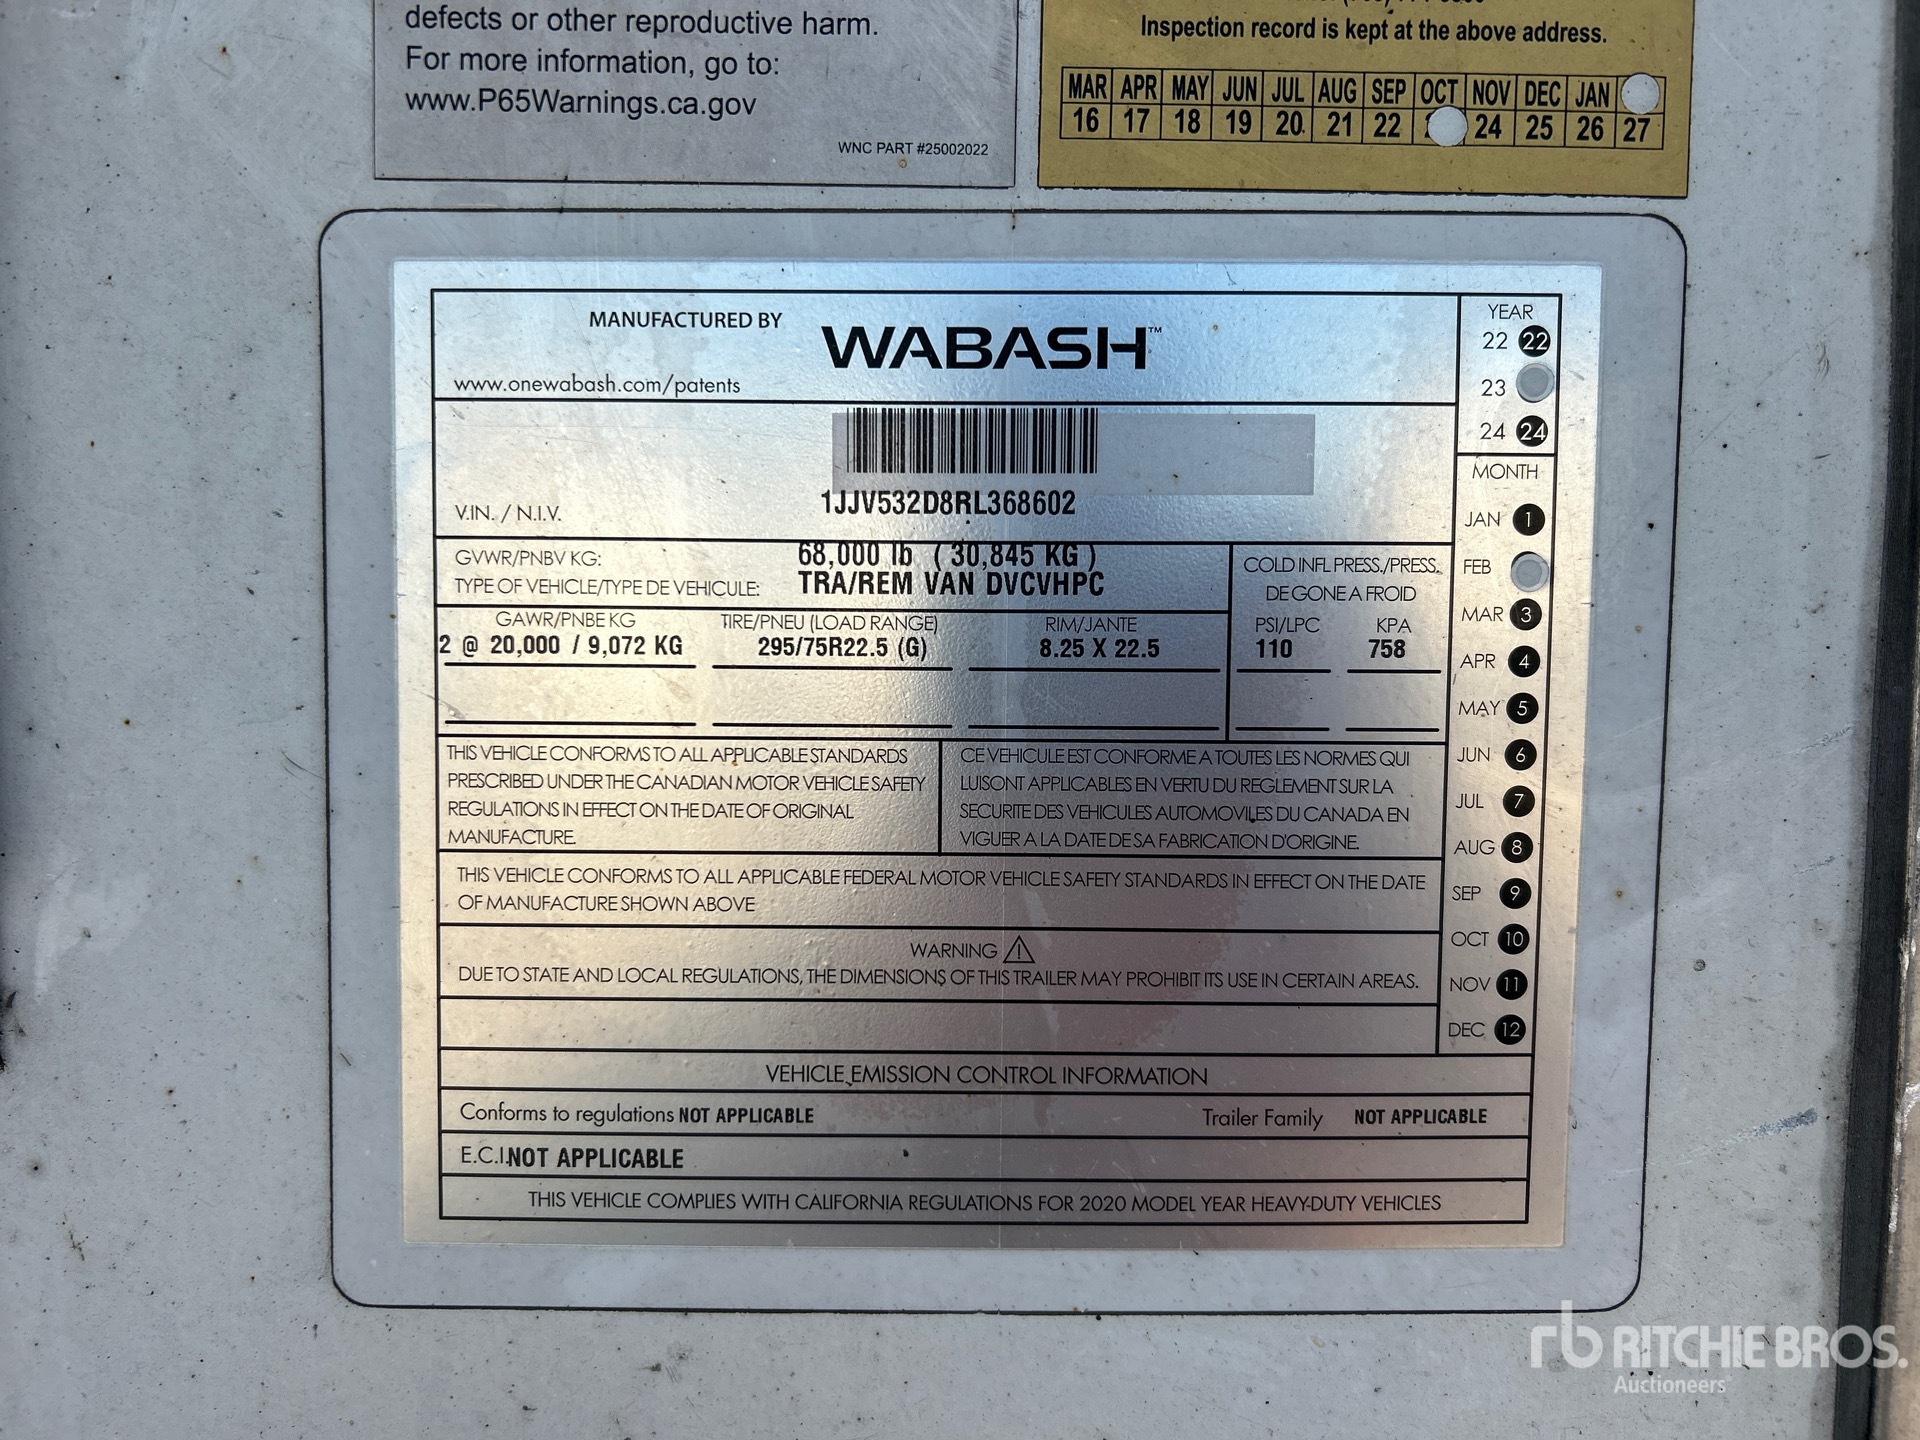 defects or other reproductive harm.
For more information, go to:
www.P65Warnings.ca.gov
WNC PART #25002022
Inspection record is kept at the above address.
MAR APR MAY JUN JUL AUG SEP OCT NOV DEC JAN
16 17 18 19 20 21 22 24 25 26 27
MANUFACTURED BY WABASH™
www.onewabash.com/patents
V.IN. / N.I.V. 1JJV532D8RL368602
GVWR/PNBV KG: 68,000 lb ( 30,845 KG )
TYPE OF VEHICLE/TYPE DE VEHICULE: TRA/REM VAN DVCVHPC
COLD INFL PRESS./PRESS.
DE GONE A FROID
GAWR/PNBE KG TIRE/PNEU (LOAD RANGE) RIM/JANTE PSI/LPC KPA
2 @ 20,000 / 9,072 KG 295/75R22.5 (G) 8.25 X 22.5 110 758
THIS VEHICLE CONFORMS TO ALL APPLICABLE STANDARDS
PRESCRIBED UNDER THE CANADIAN MOTOR VEHICLE SAFETY
REGULATIONS IN EFFECT ON THE DATE OF ORIGINAL
MANUFACTURE.
CE VEHICULE EST CONFORME A TOUTES LES NORMES QUI
LUISONT APPLICABLES EN VERTU DU REGLEMENT SUR LA
SECURITE DES VEHICULES AUTOMOVILES DU CANADA EN
VIGUER A LA DATE DE SA FABRICATION D'ORIGINE.
THIS VEHICLE CONFORMS TO ALL APPLICABLE FEDERAL MOTOR VEHICLE SAFETY STANDARDS IN EFFECT ON THE DATE
OF MANUFACTURE SHOWN ABOVE
WARNING
DUE TO STATE AND LOCAL REGULATIONS, THE DIMENSIONS OF THIS TRAILER MAY PROHIBIT ITS USE IN CERTAIN AREAS.
YEAR
22 22
23
24 24
MONTH
JAN 1
FEB
MAR 3
APR 4
MAY 5
JUN 6
JUL 7
AUG 8
SEP 9
OCT 10
NOV 11
DEC 12
VEHICLE EMISSION CONTROL INFORMATION
Conforms to regulations NOT APPLICABLE Trailer Family NOT APPLICABLE
E.C.I. NOT APPLICABLE
THIS VEHICLE COMPLIES WITH CALIFORNIA REGULATIONS FOR 2020 MODEL YEAR HEAVY-DUTY VEHICLES
rb RITCHIE BROS.
Auctioneers